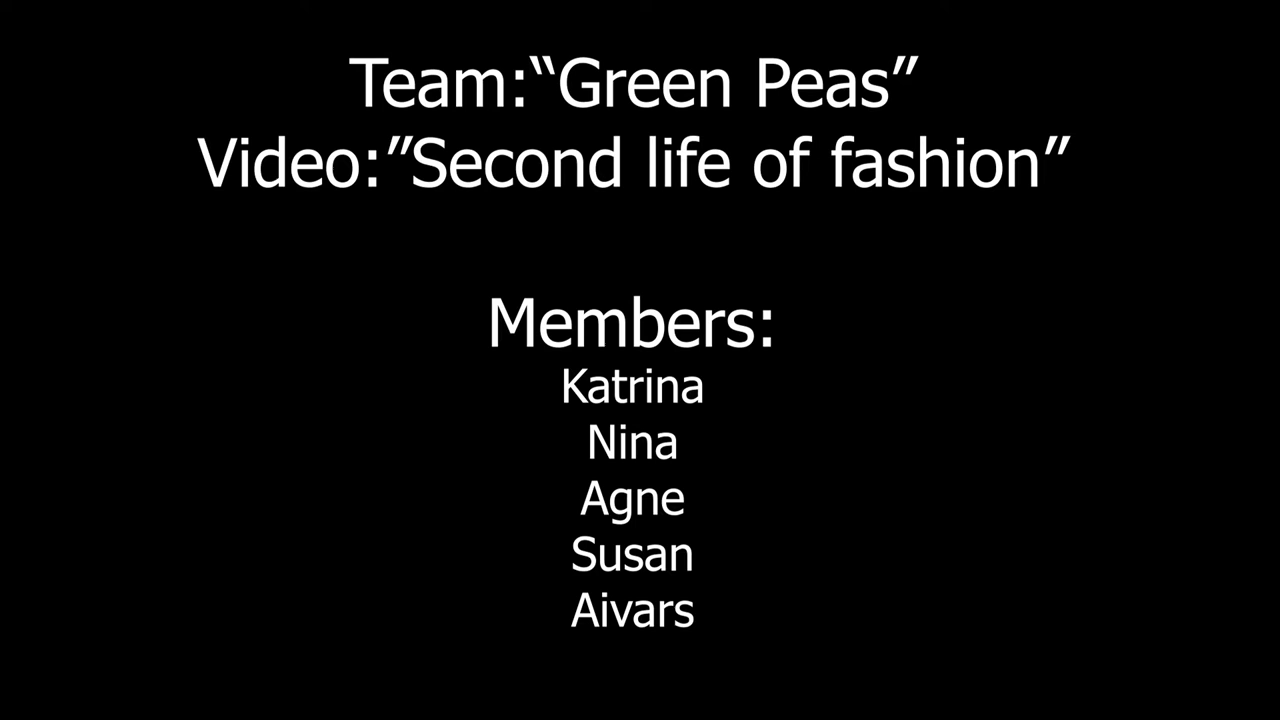 Team:“Green Peas”
Video:”Second life of fashion”
Members:
Katrina
Nina
Agne
Susan
Aivars